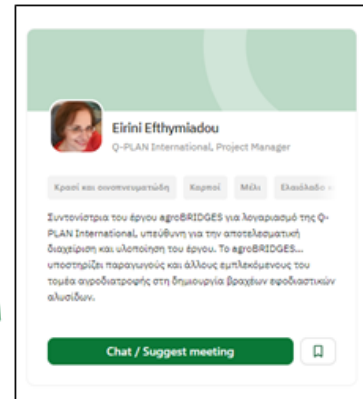 Eirini Efthymiadou
Q-PLAN International, Project Manager
Κρασί και οινοπνευματώδη Καρποί Μέλι Ελαιόλαδο
Συντονίστρια του έργου agroBRIDGES για λογαριασμό της Q-
PLAN International, υπεύθυνη για την αποτελεσματική
διαχείριση και υλοποίηση του έργου. Το agroBRIDGES...
υποστηρίζει παραγωγούς και άλλους εμπλεκόμενους του
τομέα αγροδιατροφής στη δημιουργία βραχέων εφοδιαστικών
αλυσίδων.
Chat / Suggest meeting